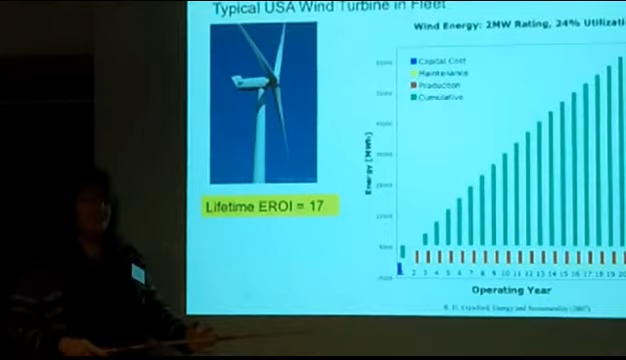 Typical USA Wind Turbine in Fleet
Wind Energy: 2MW Rating, 24% Utilizati
Capital Cost
Maintenance
Production
Cumulative
Energy [MWh]
Lifetime EROI = 17
2 3 4 5 6 7 8 9 10 11 12 13 14 15 16 17 18 19 20
Operating Year
Energy and Sustainability (2007)